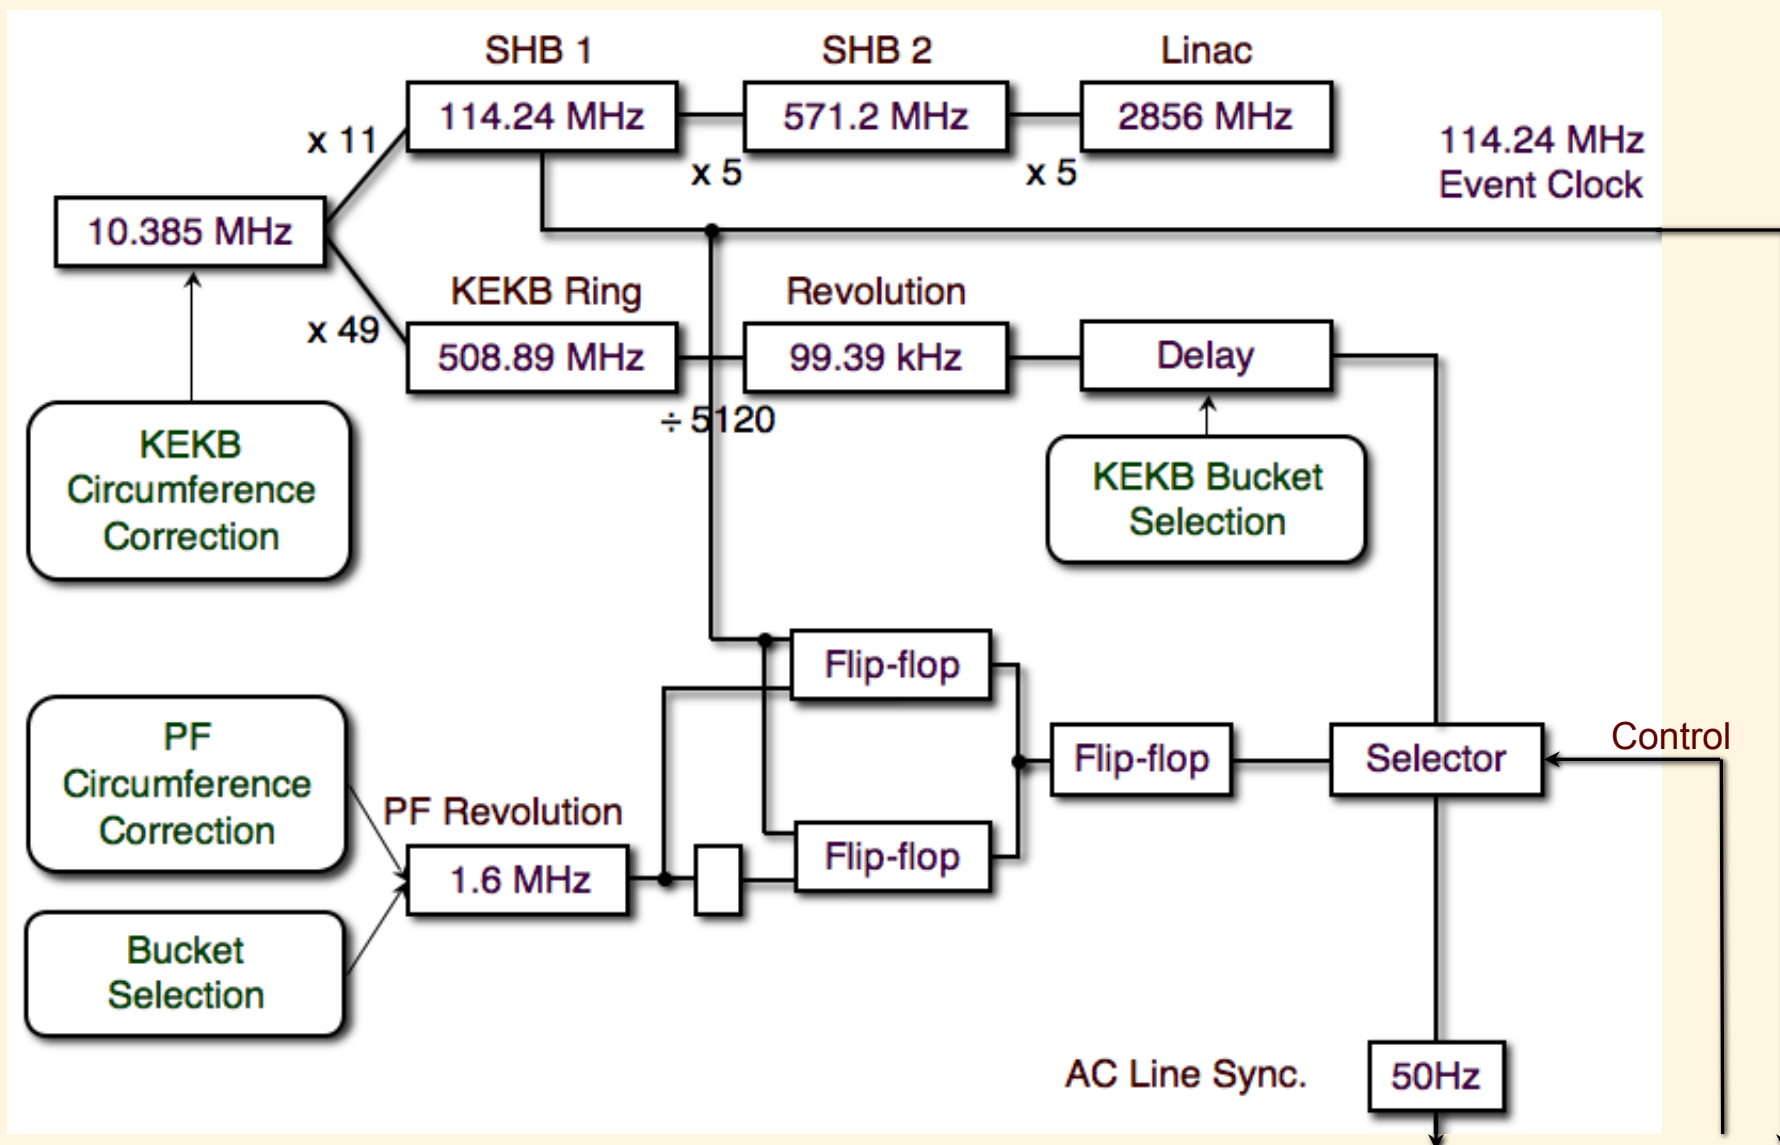 SHB 1
SHB 2
Linac
114.24 MHz
571.2 MHz
2856 MHz
x 11
x 5
x 5
114.24 MHz
Event Clock
10.385 MHz
KEKB Ring
Revolution
x 49
508.89 MHz
99.39 kHz
Delay
÷ 5120
KEKB
Circumference
Correction
KEKB Bucket
Selection
Flip-flop
PF
Circumference
Correction
Flip-flop
Selector
Control
PF Revolution
1.6 MHz
Flip-flop
Bucket
Selection
AC Line Sync.
50Hz